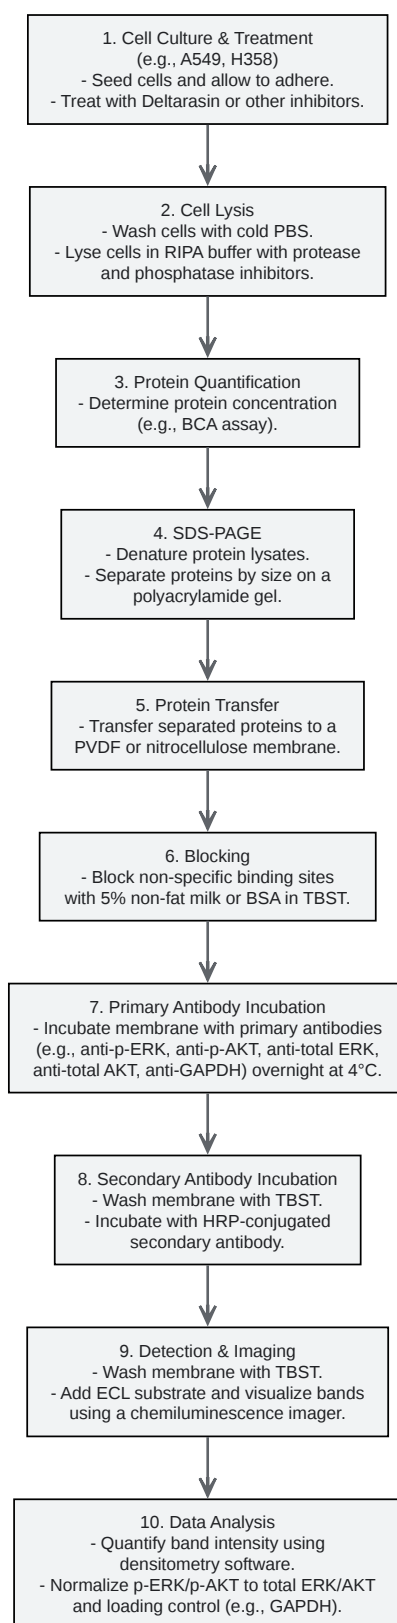 1. Cell Culture & Treatment
(e.g., A549, H358)
- Seed cells and allow to adhere.
- Treat with Deltarasin or other inhibitors.
2. Cell Lysis
- Wash cells with cold PBS.
- Lyse cells in RIPA buffer with protease
and phosphatase inhibitors.
3. Protein Quantification
- Determine protein concentration
(e.g., BCA assay).
4. SDS-PAGE
- Denature protein lysates.
- Separate proteins by size on a
polyacrylamide gel.
5. Protein Transfer
- Transfer separated proteins to a
PVDF or nitrocellulose membrane.
6. Blocking
- Block non-specific binding sites
with 5% non-fat milk or BSA in TBST.
7. Primary Antibody Incubation
- Incubate membrane with primary antibodies
(e.g., anti-p-ERK, anti-p-AKT, anti-total ERK,
anti-total AKT, anti-GAPDH) overnight at 4°C.
8. Secondary Antibody Incubation
- Wash membrane with TBST.
- Incubate with HRP-conjugated
secondary antibody.
9. Detection & Imaging
- Wash membrane with TBST.
- Add ECL substrate and visualize bands
using a chemiluminescence imager.
10. Data Analysis
- Quantify band intensity using
densitometry software.
- Normalize p-ERK/p-AKT to total ERK/AKT
and loading control (e.g., GAPDH).